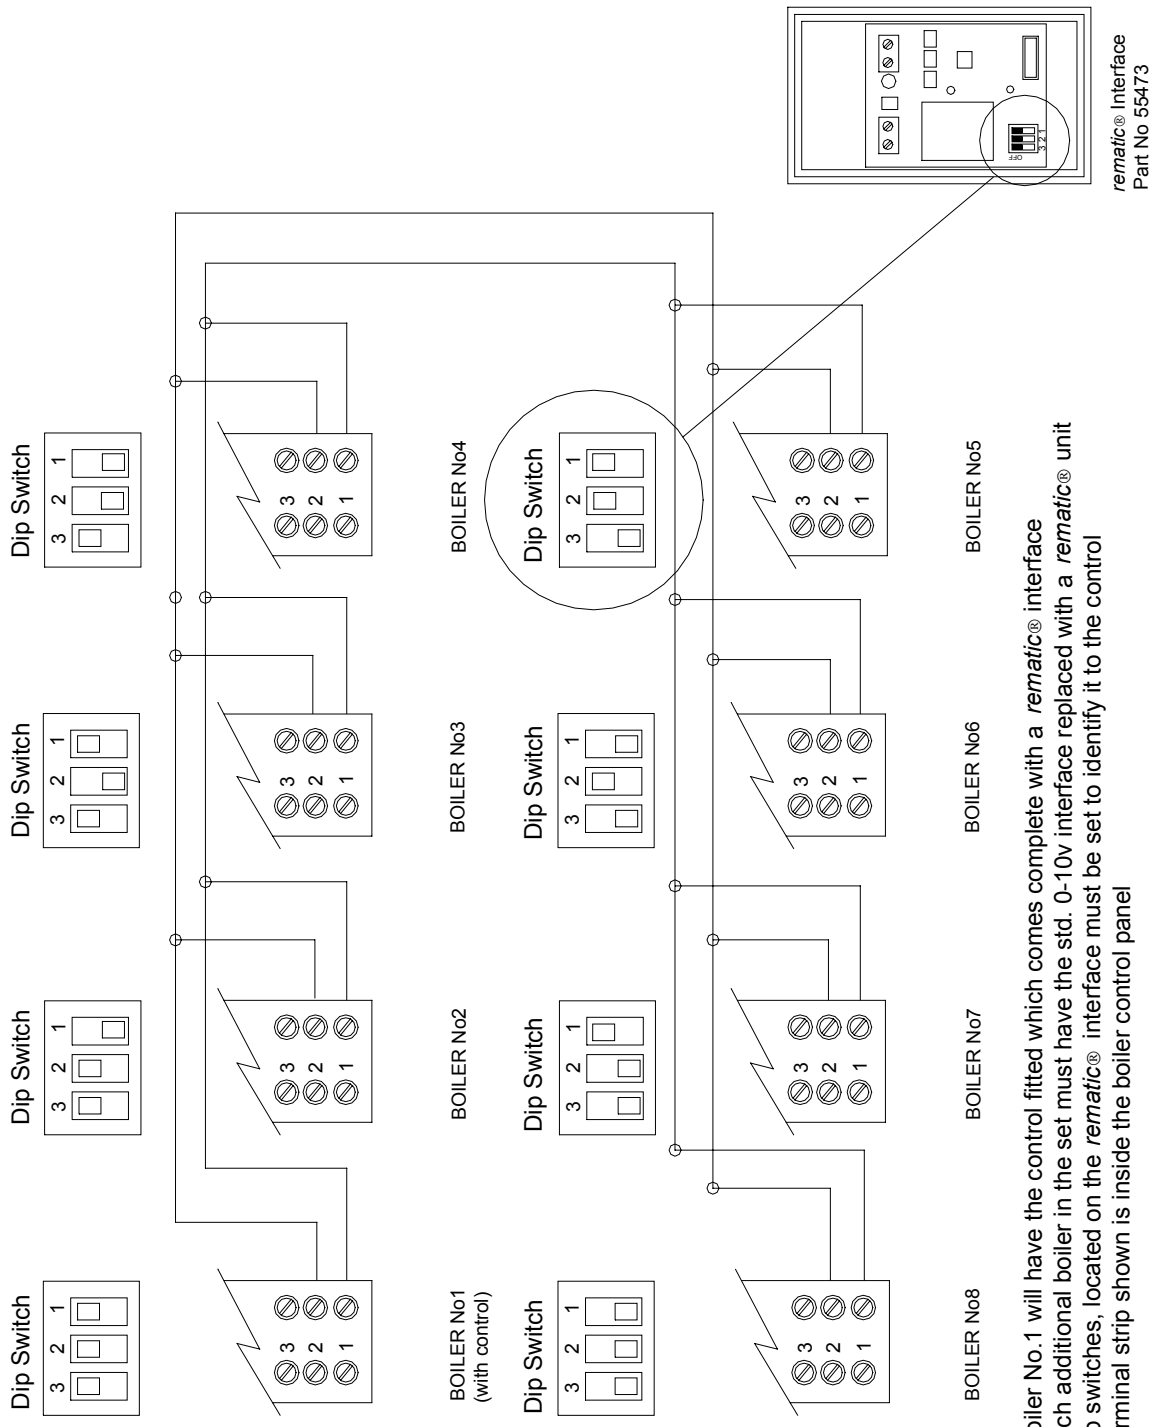 Dip Switch
3 2 1
3
2
1
BOILER No1
(with control)
Dip Switch
3 2 1
3
2
1
BOILER No2
Dip Switch
3 2 1
3
2
1
BOILER No3
Dip Switch
3 2 1
3
2
1
BOILER No4
Dip Switch
3 2 1
3
2
1
BOILER No8
Dip Switch
3 2 1
3
2
1
BOILER No7
Dip Switch
3 2 1
3
2
1
BOILER No6
Dip Switch
3 2 1
3
2
1
BOILER No5
OFF
3 2 1
rematic® Interface
Part No 55473
oiler No.1 will have the control fitted which comes complete with a rematic® interface
ch additional boiler in the set must have the std. 0-10v interface replaced with a rematic® unit
p switches, located on the rematic® interface must be set to identify it to the control
rminal strip shown is inside the boiler control panel